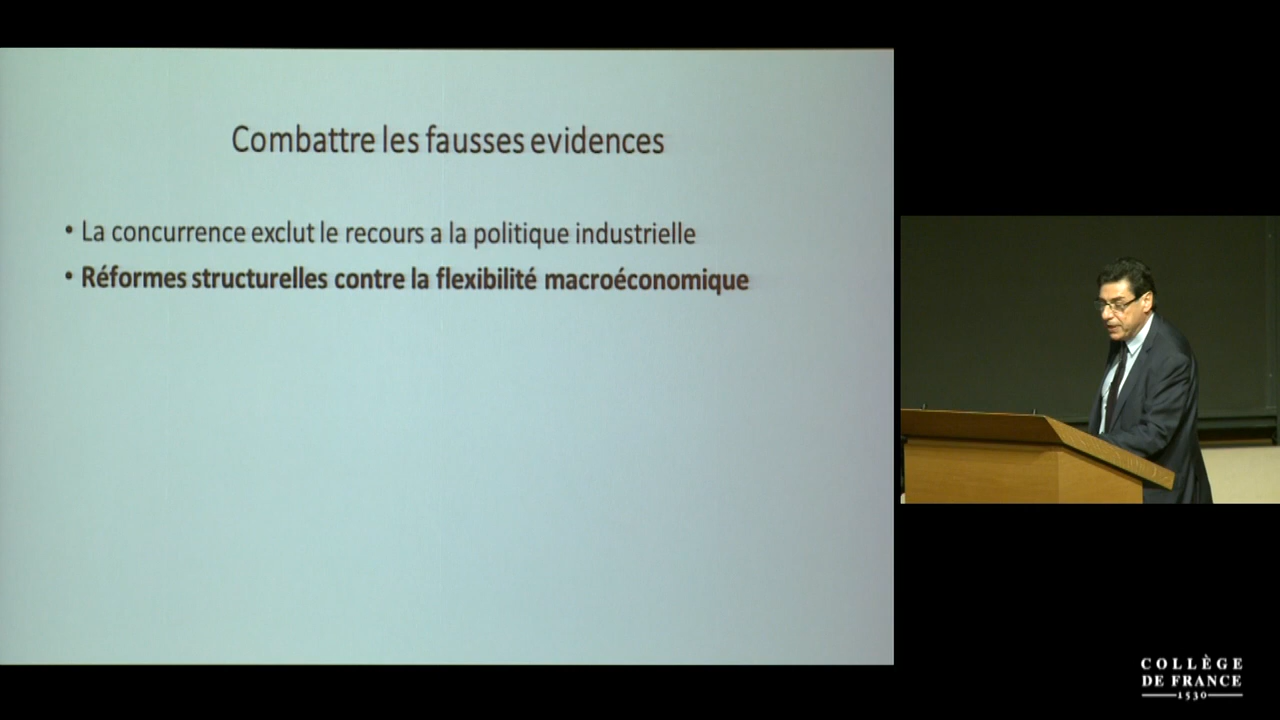 Combattre les fausses evidences
• La concurrence exclut le recours a la politique industrielle
• Réformes structurelles contre la flexibilité macroéconomique
COLLÈGE
DE FRANCE
1530